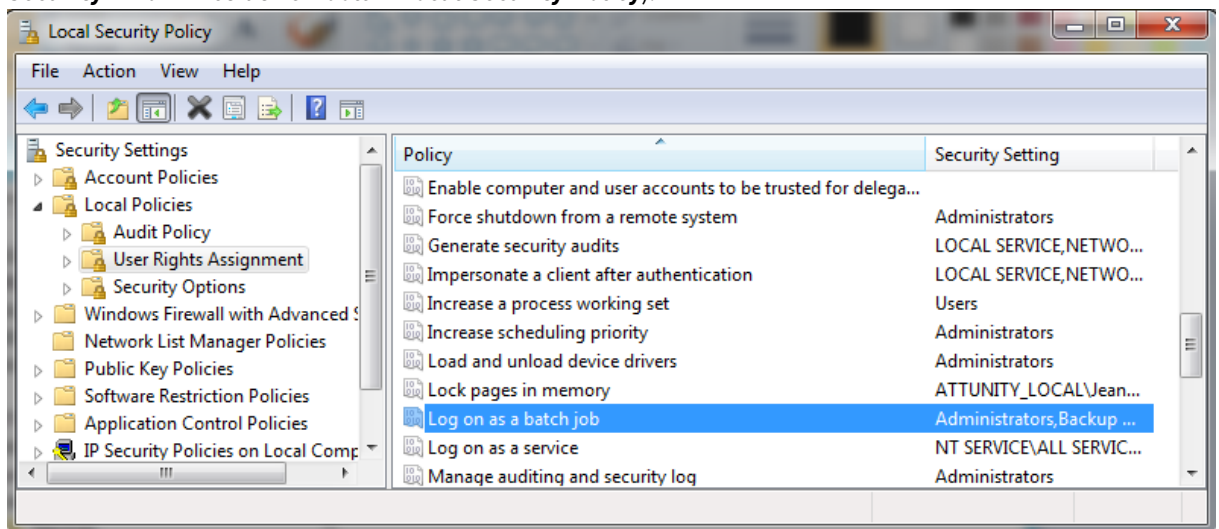 Local Security Policy
File Action View Help
Security Settings
Account Policies
Local Policies
Audit Policy
User Rights Assignment
Security Options
Windows Firewall with Advanced S
Network List Manager Policies
Public Key Policies
Software Restriction Policies
Application Control Policies
IP Security Policies on Local Comp
Policy Security Setting
Enable computer and user accounts to be trusted for delega...
Force shutdown from a remote system Administrators
Generate security audits LOCAL SERVICE,NETWO...
Impersonate a client after authentication LOCAL SERVICE,NETWO...
Increase a process working set Users
Increase scheduling priority Administrators
Load and unload device drivers Administrators
Lock pages in memory ATTUNITY_LOCAL\Jean...
Log on as a batch job Administrators,Backup ...
Log on as a service NT SERVICE\ALL SERVIC...
Manage auditing and security log Administrators